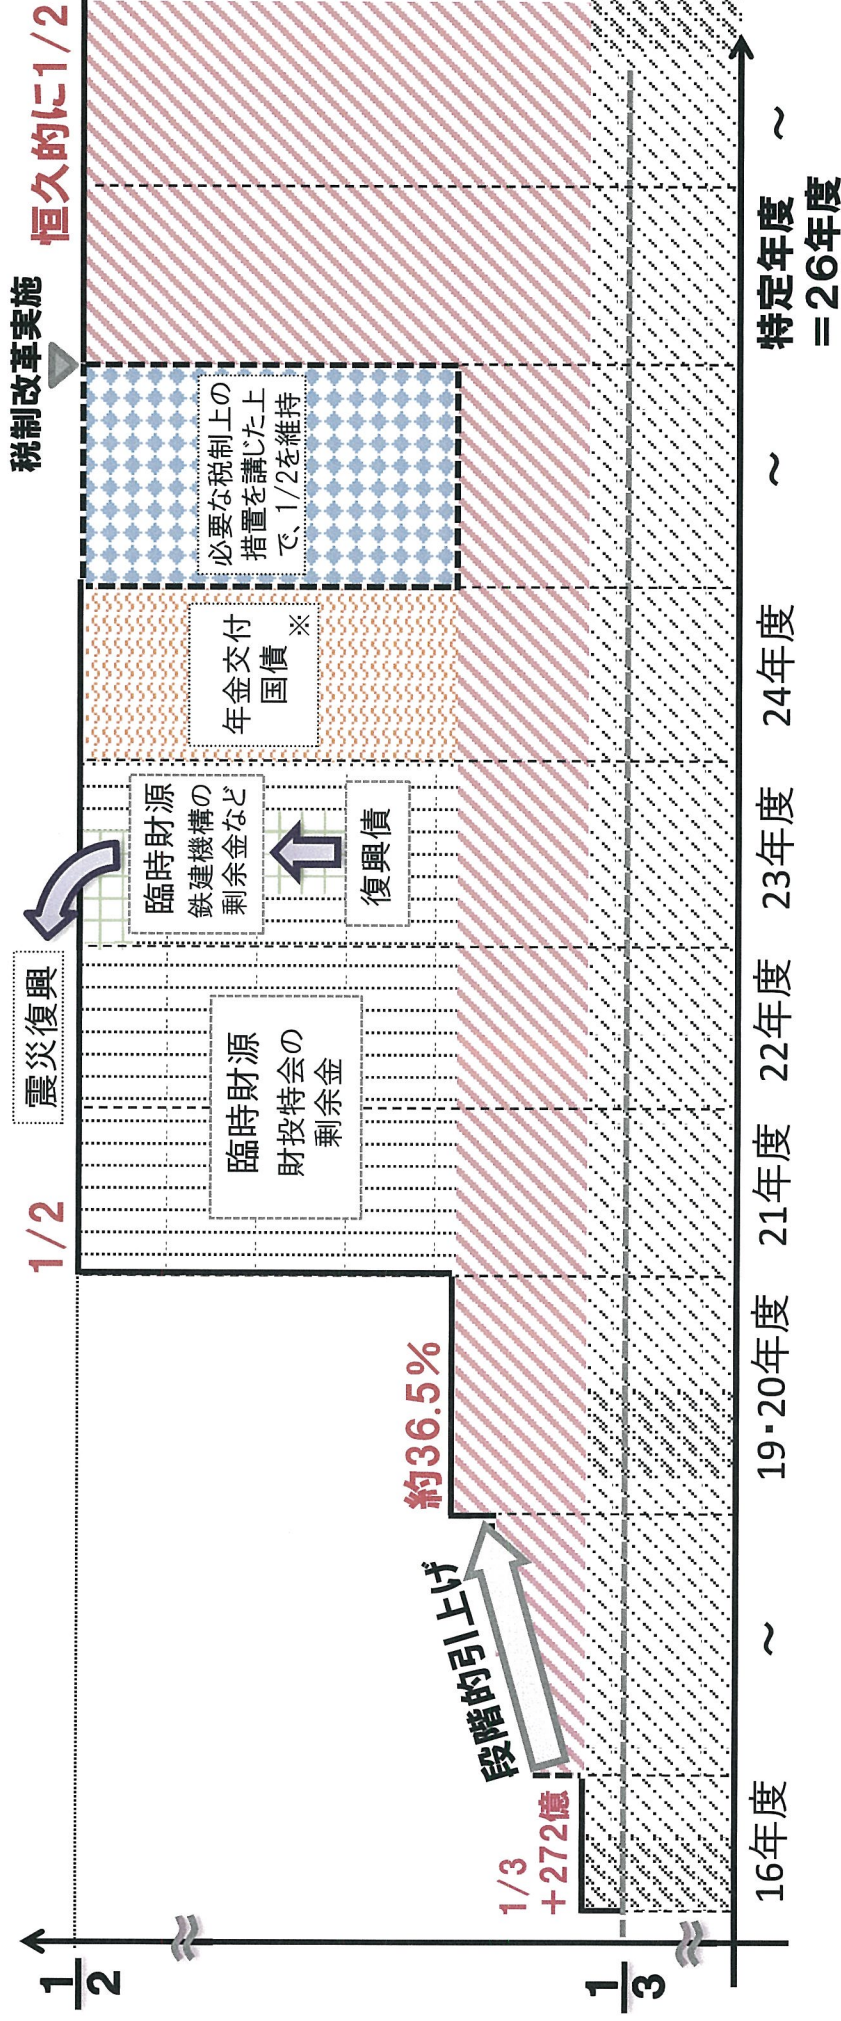 税制改革実施
恒久的に1/2
震災復興
1/2
1
2
臨時財源
財投特会の
剰余金
臨時財源
鉄建機構の
剰余金など
復興債
年金交付
国債
※
必要な税制上の
措置を講じた上
で、1/2を維持
約36.5%
段階的引上げ
1/3
+272億
1
3
16年度
~
19・20年度
21年度
22年度
23年度
24年度
~
特定年度
=26年度
~